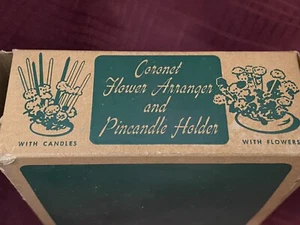 Coronet
Flower Arranger
and
Pincandle Holder
WITH CANDLES
WITH FLOWERS